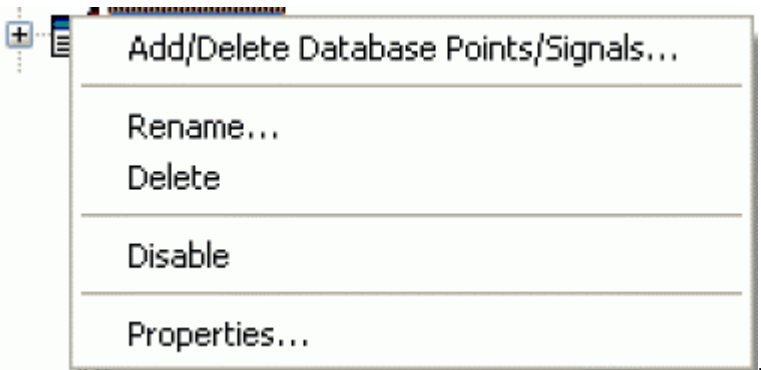 Add/Delete Database Points/Signals...
Rename...
Delete
Disable
Properties...